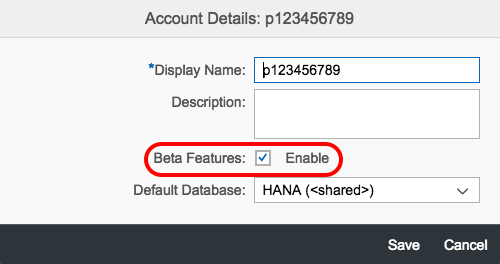 Account Details: p123456789
*Display Name: p123456789
Description:
Beta Features: Enable
Default Database: HANA (<shared>)
Save Cancel